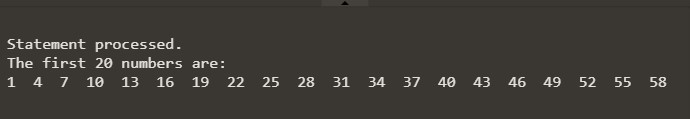 Statement processed.
The first 20 numbers are:
1  4  7  10  13  16  19  22  25  28  31  34  37  40  43  46  49  52  55  58